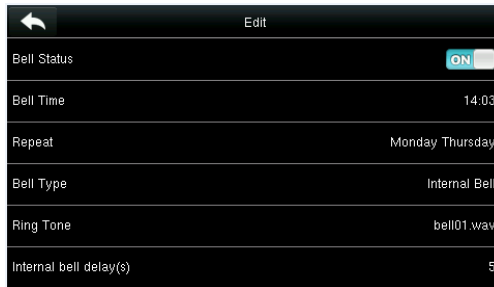 Edit
Bell Status ON
Bell Time 14:03
Repeat Monday Thursday
Bell Type Internal Bell
Ring Tone bell01.wav
Internal bell delay(s) 5